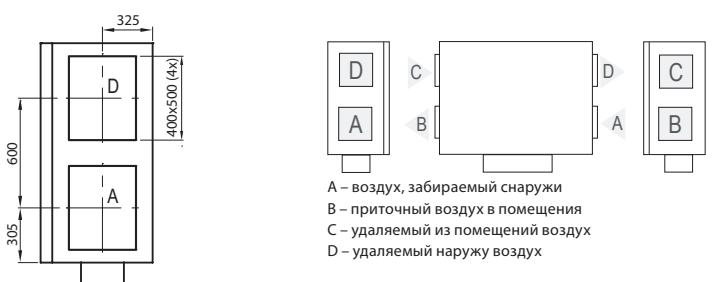 325
D
400x500 (4x)
600
A
305
D
A
C
B
D
A
C
B
A – воздух, забираемый снаружи
B – приточный воздух в помещения
C – удаляемый из помещений воздух
D – удаляемый наружу воздух